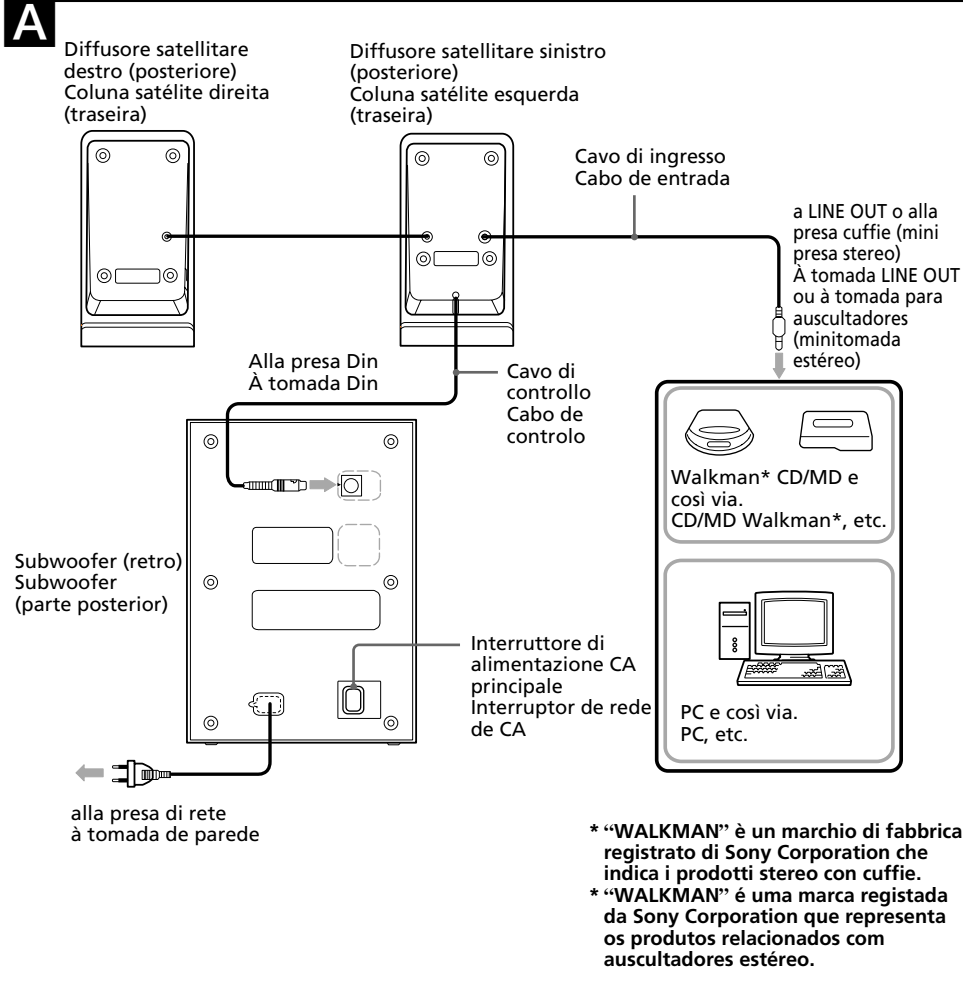 A
Diffusore satellitare
destro (posteriore)
Coluna satélite direita
(traseira)
Diffusore satellitare sinistro
(posteriore)
Coluna satélite esquerda
(traseira)
Cavo di ingresso
Cabo de entrada
a LINE OUT o alla
presa cuffie (mini
presa stereo)
À tomada LINE OUT
ou à tomada para
auscultadores
(minitomada
estéreo)
Alla presa Din
À tomada Din
Cavo di
controllo
Cabo de
controlo
Walkman* CD/MD e
così via.
CD/MD Walkman*, etc.
Subwoofer (retro)
Subwoofer
(parte posterior)
Interruttore di
alimentazione CA
principale
Interruptor de rede
de CA
PC e così via.
PC, etc.
alla presa di rete
à tomada de parede
* “WALKMAN” è un marchio di fabbrica
registrato di Sony Corporation che
indica i prodotti stereo con cuffie.
* “WALKMAN” é uma marca registada
da Sony Corporation que representa
os produtos relacionados com
auscultadores estéreo.